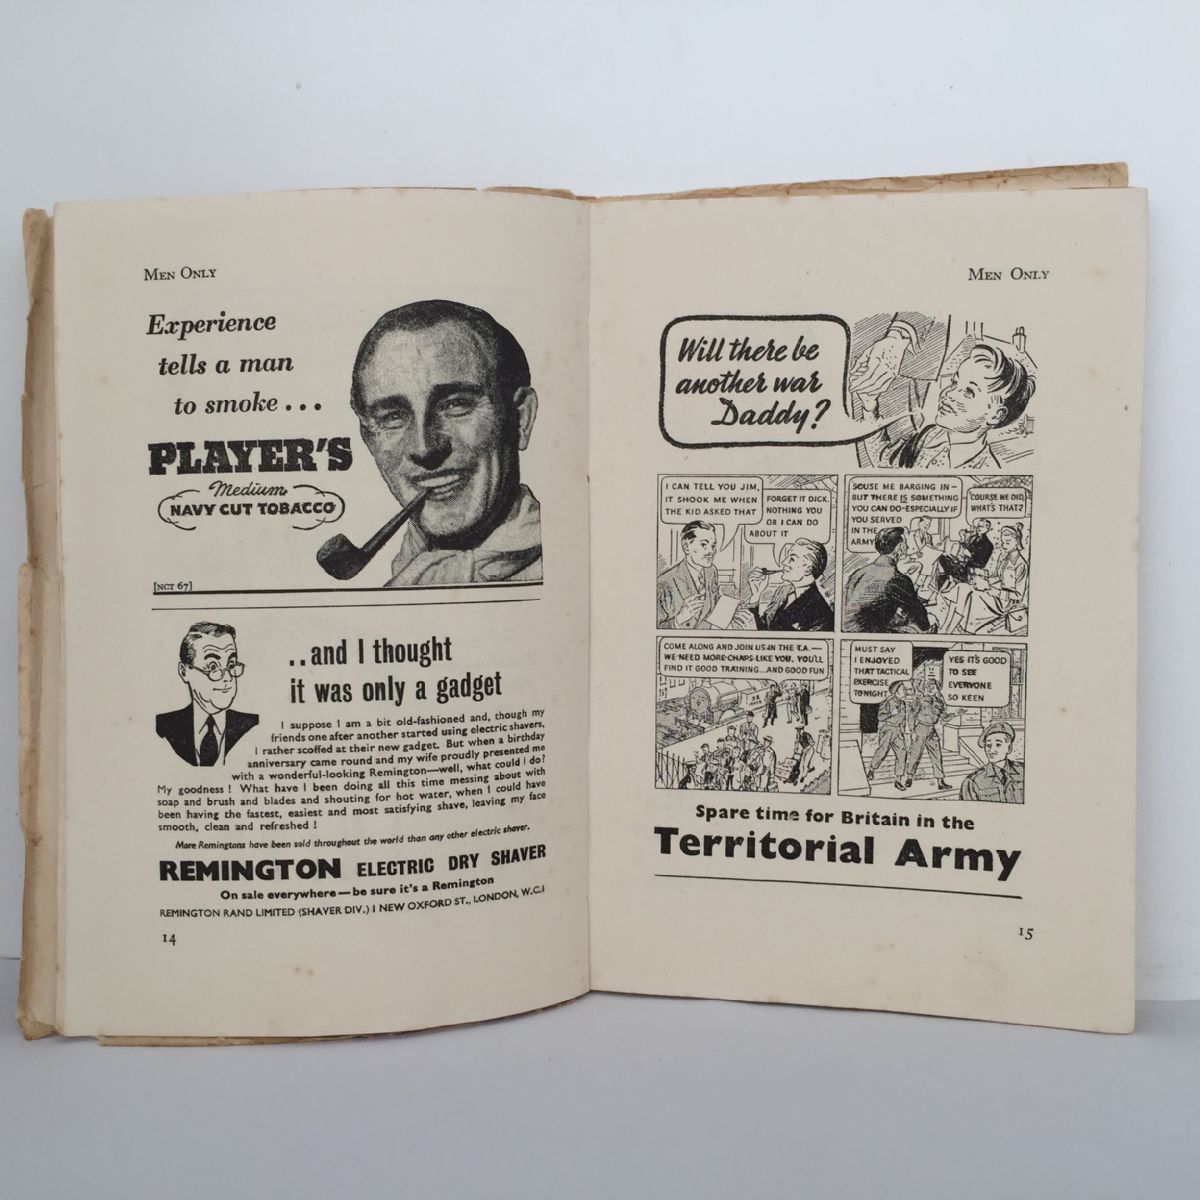 MEN ONLY
Experience
tells a man
to smoke...
PLAYER'S
Medium
NAVY CUT TOBACCO
[NCT 67]
..and I thought
it was only a gadget
I suppose I am a bit old-fashioned and, though my
friends one after another started using electric shavers,
I rather scoffed at their new gadget. But when a birthday
anniversary came round and my wife proudly presented me
with a wonderful-looking Remington—well, what could I do?
My goodness! What have I been doing all this time messing about with
soap and brush and blades and shouting for hot water, when I could have
been having the fastest, easiest and most satisfying shave, leaving my face
smooth, clean and refreshed!
More Remingtons have been sold throughout the world than any other electric shaver.
REMINGTON ELECTRIC DRY SHAVER
On sale everywhere—be sure it's a Remington
REMINGTON RAND LIMITED (SHAVER DIV.) 1 NEW OXFORD ST., LONDON, W.C.1
14
MEN ONLY
Will there be
another war
Daddy?
I CAN TELL YOU JIM,
IT SHOOK ME WHEN
THE KID ASKED THAT
FORGET IT DICK.
NOTHING YOU
OR I CAN DO
ABOUT IT
SCUSE ME BARGING IN—
BUT THERE IS SOMETHING
YOU CAN DO-ESPECIALLY IF
YOU SERVED
IN THE
ARMY
'COURSE WE DID,
WHAT'S THAT?
COME ALONG AND JOIN US IN THE T.A.—
WE NEED MORE CHAPS LIKE YOU. YOU'LL
FIND IT GOOD TRAINING...AND GOOD FUN
MUST SAY
I ENJOYED
THAT TACTICAL
EXERCISE
TONIGHT
YES IT'S GOOD
TO SEE
EVERYONE
SO KEEN
Spare time for Britain in the
Territorial Army
15